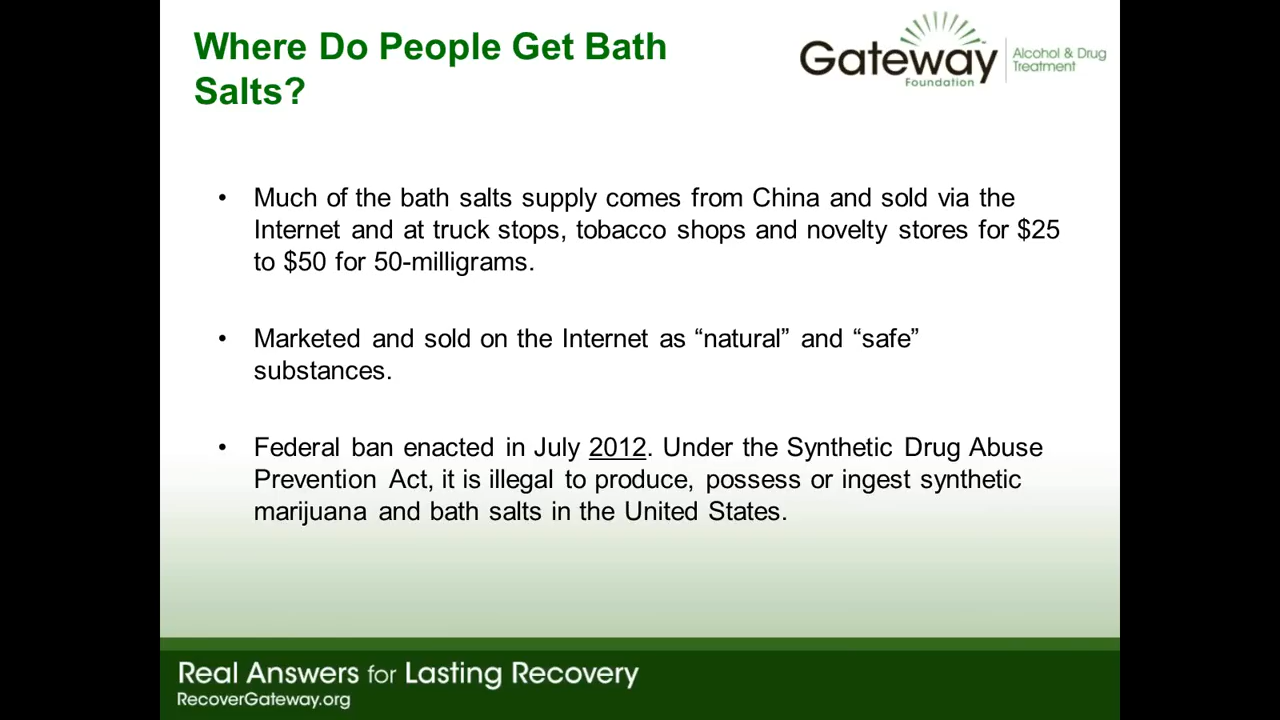 Where Do People Get Bath
Salts?
Gateway
Foundation
Alcohol & Drug
Treatment
• Much of the bath salts supply comes from China and sold via the
Internet and at truck stops, tobacco shops and novelty stores for $25
to $50 for 50-milligrams.
• Marketed and sold on the Internet as “natural” and “safe”
substances.
• Federal ban enacted in July 2012. Under the Synthetic Drug Abuse
Prevention Act, it is illegal to produce, possess or ingest synthetic
marijuana and bath salts in the United States.
Real Answers for Lasting Recovery
RecoverGateway.org